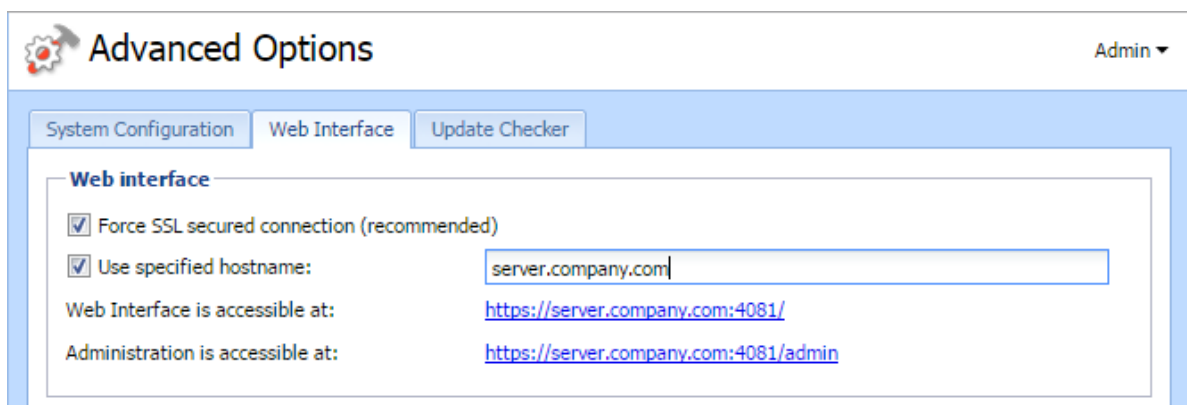 Advanced Options
Admin
System Configuration Web Interface Update Checker
Web interface
Force SSL secured connection (recommended)
Use specified hostname: server.company.com
Web Interface is accessible at: https://server.company.com:4081/
Administration is accessible at: https://server.company.com:4081/admin